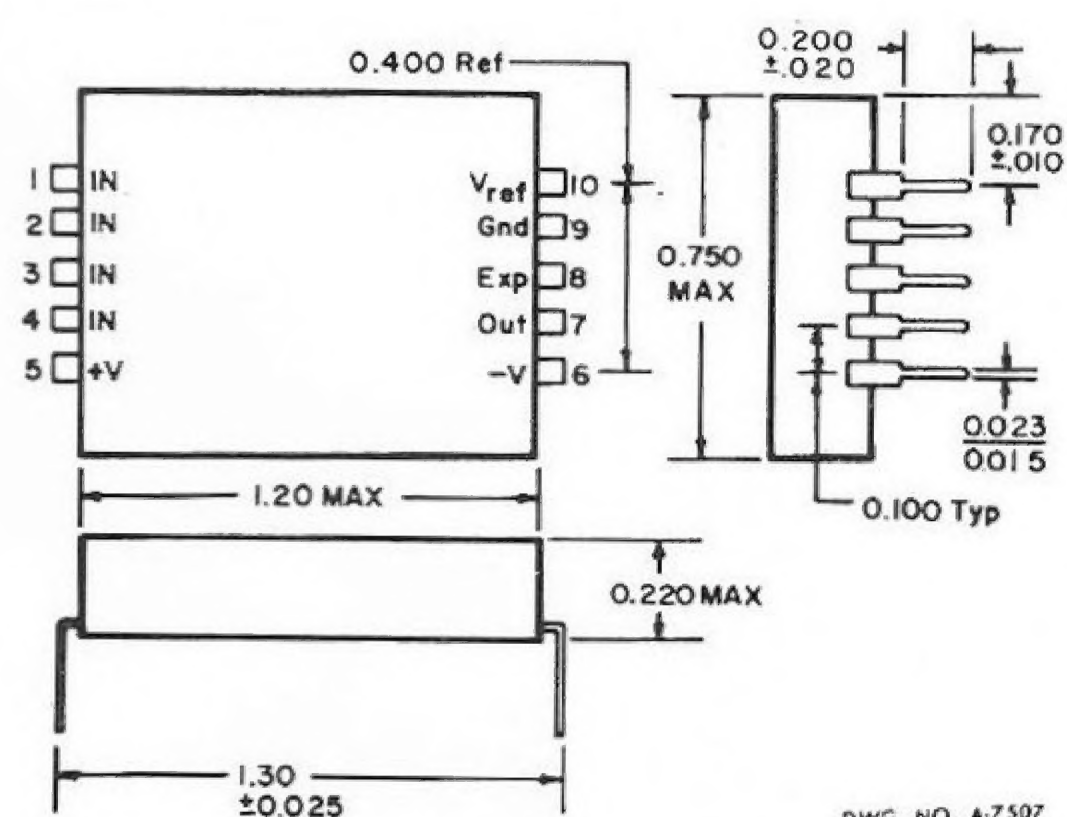 0.400 Ref
0.200
±.020
0.170
±.010
1 IN
2 IN
3 IN
4 IN
5 +V
Vref 10
Gnd 9
Exp 8
Out 7
-V 6
0.750
MAX
0.023
0.015
0.100 Typ
1.20 MAX
0.220 MAX
1.30
±0.025
DWG. NO. A-7507